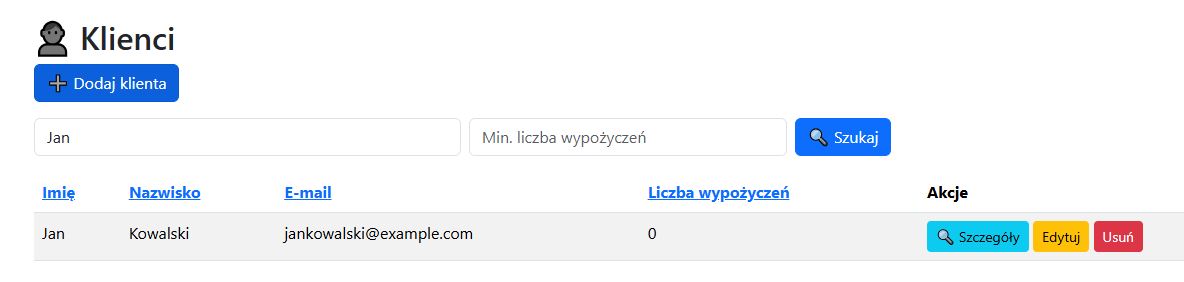 Klienci
Dodaj klienta
Jan Min. liczba wypożyczeń Szukaj
Imię Nazwisko E-mail Liczba wypożyczeń Akcje
Jan Kowalski jankowalski@example.com 0 Szczegóły Edytuj Usuń